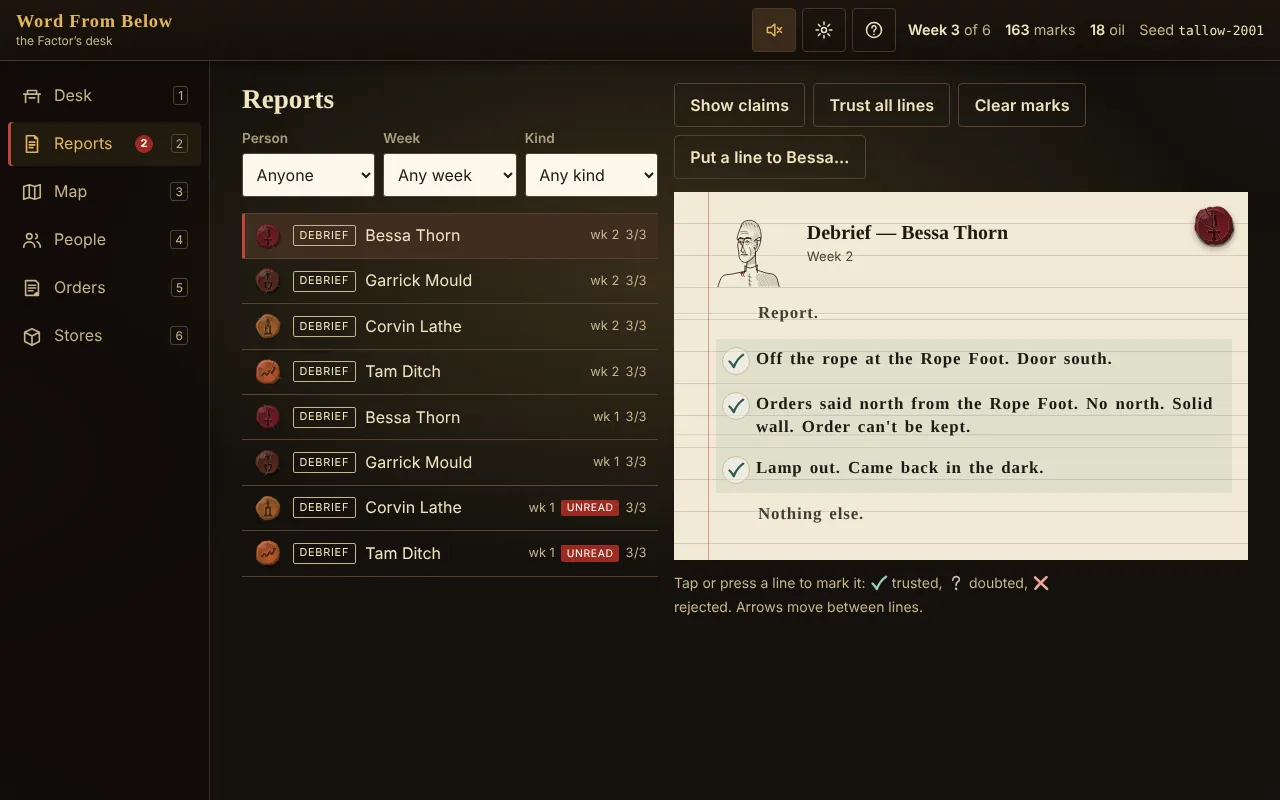 Word From Below
the Factor's desk
Week 3 of 6 163 marks 18 oil Seed tallow-2001
Desk 1
Reports 2 2
Map 3
People 4
Orders 5
Stores 6
Reports
Person Week Kind
Anyone Any week Any kind
DEBRIEF Bessa Thorn wk 2 3/3
DEBRIEF Garrick Mould wk 2 3/3
DEBRIEF Corvin Lathe wk 2 3/3
DEBRIEF Tam Ditch wk 2 3/3
DEBRIEF Bessa Thorn wk 1 3/3
DEBRIEF Garrick Mould wk 1 3/3
DEBRIEF Corvin Lathe wk 1 UNREAD 3/3
DEBRIEF Tam Ditch wk 1 UNREAD 3/3
Show claims Trust all lines Clear marks
Put a line to Bessa...
Debrief — Bessa Thorn
Week 2
Report.
Off the rope at the Rope Foot. Door south.
Orders said north from the Rope Foot. No north. Solid
wall. Order can't be kept.
Lamp out. Came back in the dark.
Nothing else.
Tap or press a line to mark it: ✓ trusted, ? doubted, ✗
rejected. Arrows move between lines.